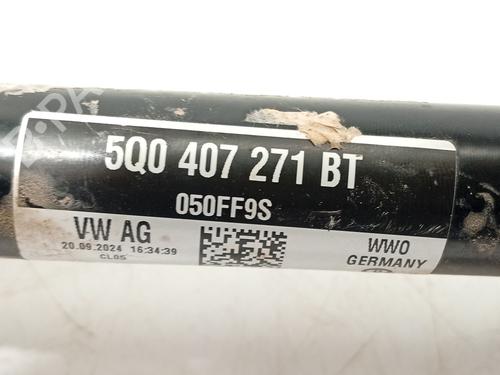 5Q0 407 271 BT
050FF9S
VW AG
20.09.2024 16:34:39
CL05
WWO
GERMANY